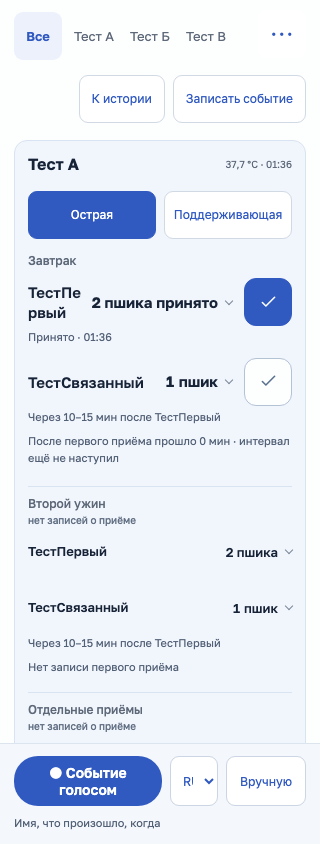 Все Тест А Тест Б Тест В ...
К истории Записать событие
Тест А 37,7 °C · 01:36
Острая Поддерживающая
Завтрак
ТестПе
рвый 2 пшика принято
Принято · 01:36
ТестСвязанный 1 пшик
Через 10–15 мин после ТестПервый
После первого приёма прошло 0 мин · интервал
ещё не наступил
Второй ужин
нет записей о приёме
ТестПервый 2 пшика
ТестСвязанный 1 пшик
Через 10–15 мин после ТестПервый
Нет записи первого приёма
Отдельные приёмы
нет записей о приёме
Событие
голосом
Вручную
Имя, что произошло, когда